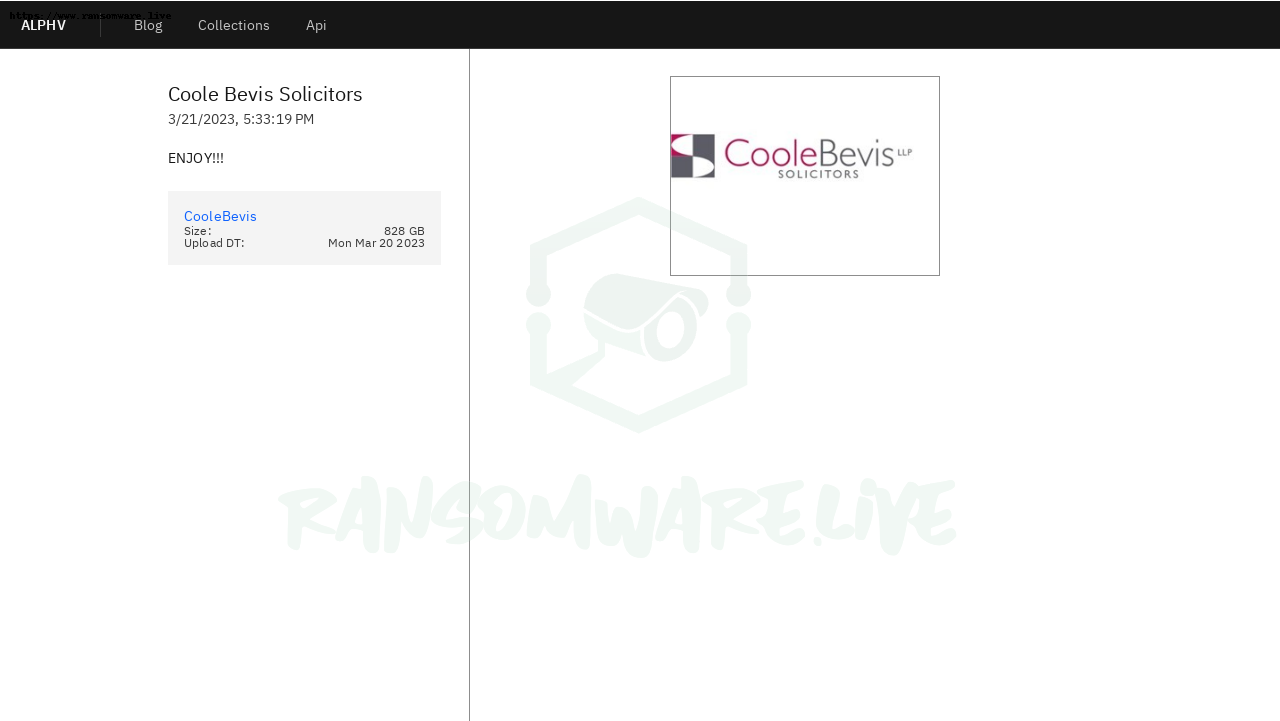 https://www.ransomware.live
ALPHV
Blog
Collections
Api
Coole Bevis Solicitors
3/21/2023, 5:33:19 PM
ENJOY!!!
CooleBevis
Size: 828 GB
Upload DT: Mon Mar 20 2023
CooleBevis LLP
SOLICITORS
RANSOMWARE.LIVE